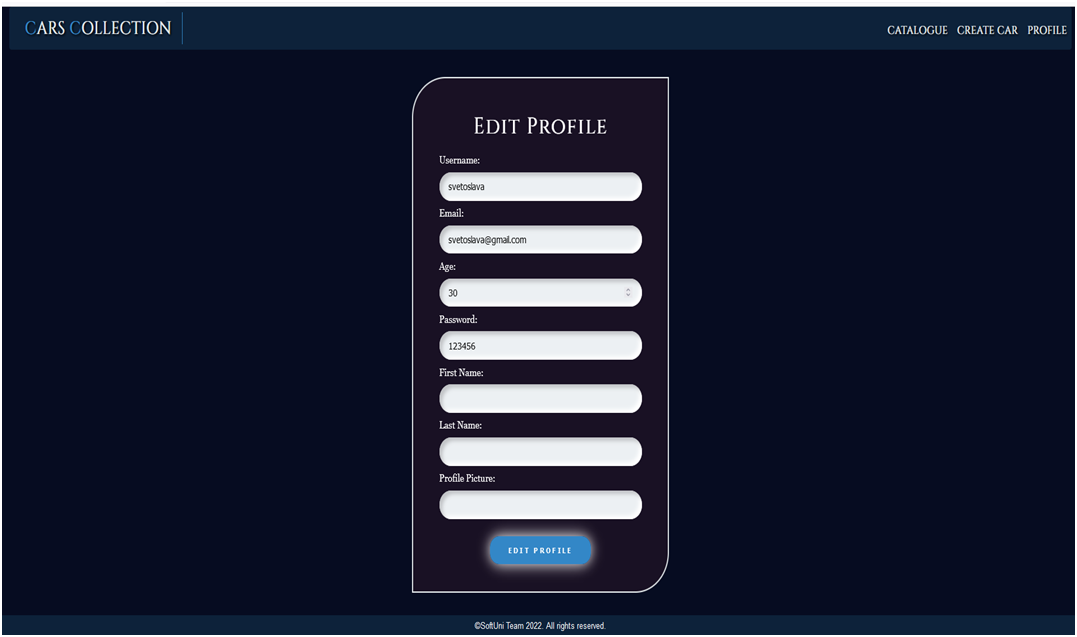 CARS COLLECTION
CATALOGUE CREATE CAR PROFILE
EDIT PROFILE
Username:
svetoslava
Email:
svetoslava@gmail.com
Age:
30
Password:
123456
First Name:
Last Name:
Profile Picture:
EDIT PROFILE
©SoftUni Team 2022. All rights reserved.